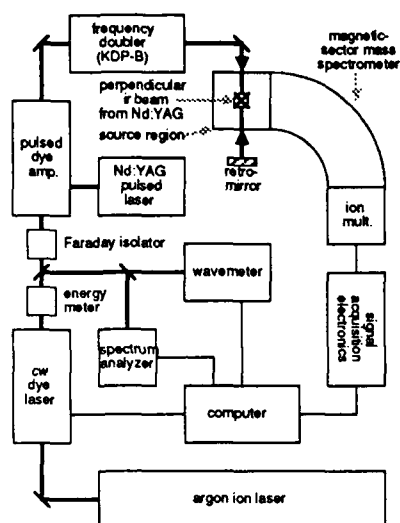 frequency
doubler
(KDP-B)
magnetic-
sector mass
spectrometer
perpendicular
ir beam
from Nd:YAG
source region
retro-
mirror
pulsed
dye
amp.
Nd:YAG
pulsed
laser
ion
mult.
Faraday isolator
energy
meter
wavemeter
signal
acquisition
electronics
cw
dye
laser
spectrum
analyzer
computer
argon ion laser